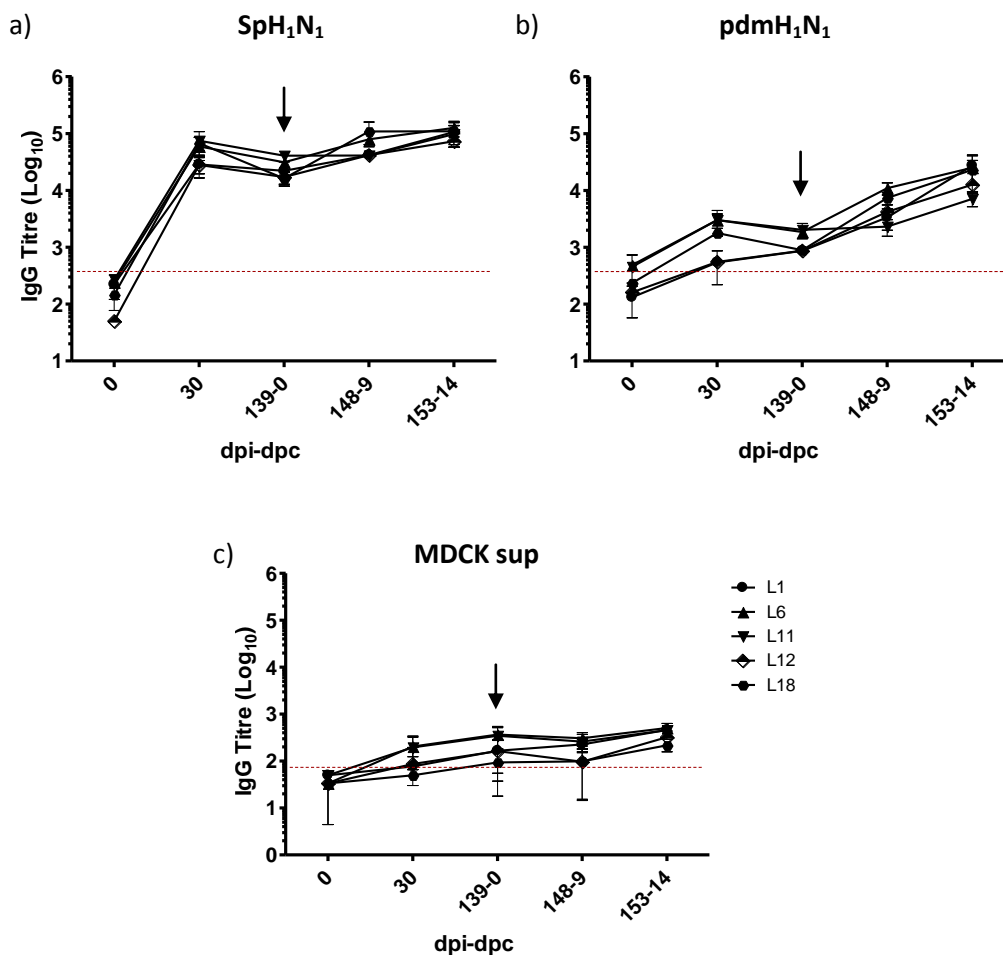 a)
SpH₁N₁
6
5
4
3
2
1
IgG Titre (Log₁₀)
0
30
139-0
148-9
153-14
dpi-dpc
b)
pdmH₁N₁
6
5
4
3
2
1
0
30
139-0
148-9
153-14
dpi-dpc
c)
MDCK sup
6
5
4
3
2
1
0
IgG Titre (Log₁₀)
0
30
139-0
148-9
153-14
dpi-dpc
L1
L6
L11
L12
L18